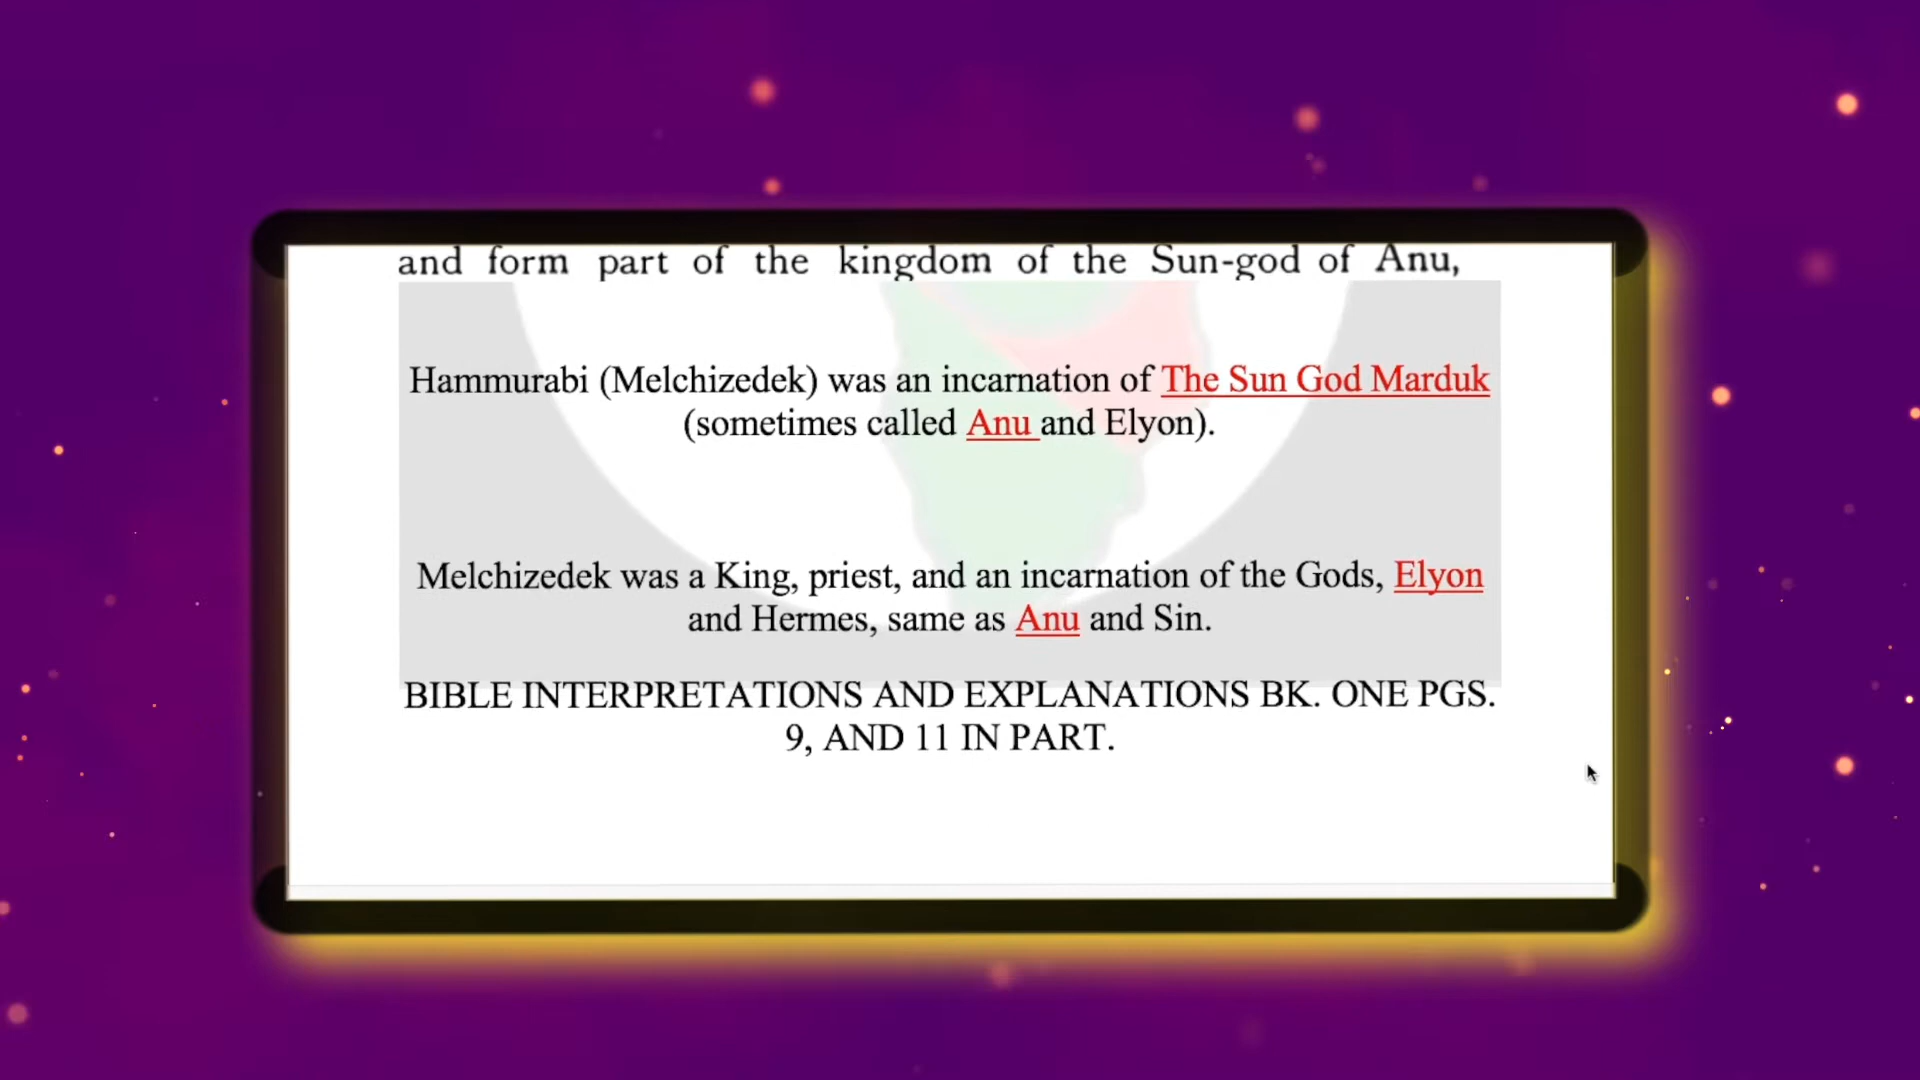 and form part of the kingdom of the Sun-god of Anu,
Hammurabi (Melchizedek) was an incarnation of The Sun God Marduk
(sometimes called Anu and Elyon).
Melchizedek was a King, priest, and an incarnation of the Gods, Elyon
and Hermes, same as Anu and Sin.
BIBLE INTERPRETATIONS AND EXPLANATIONS BK. ONE PGS.
9, AND 11 IN PART.